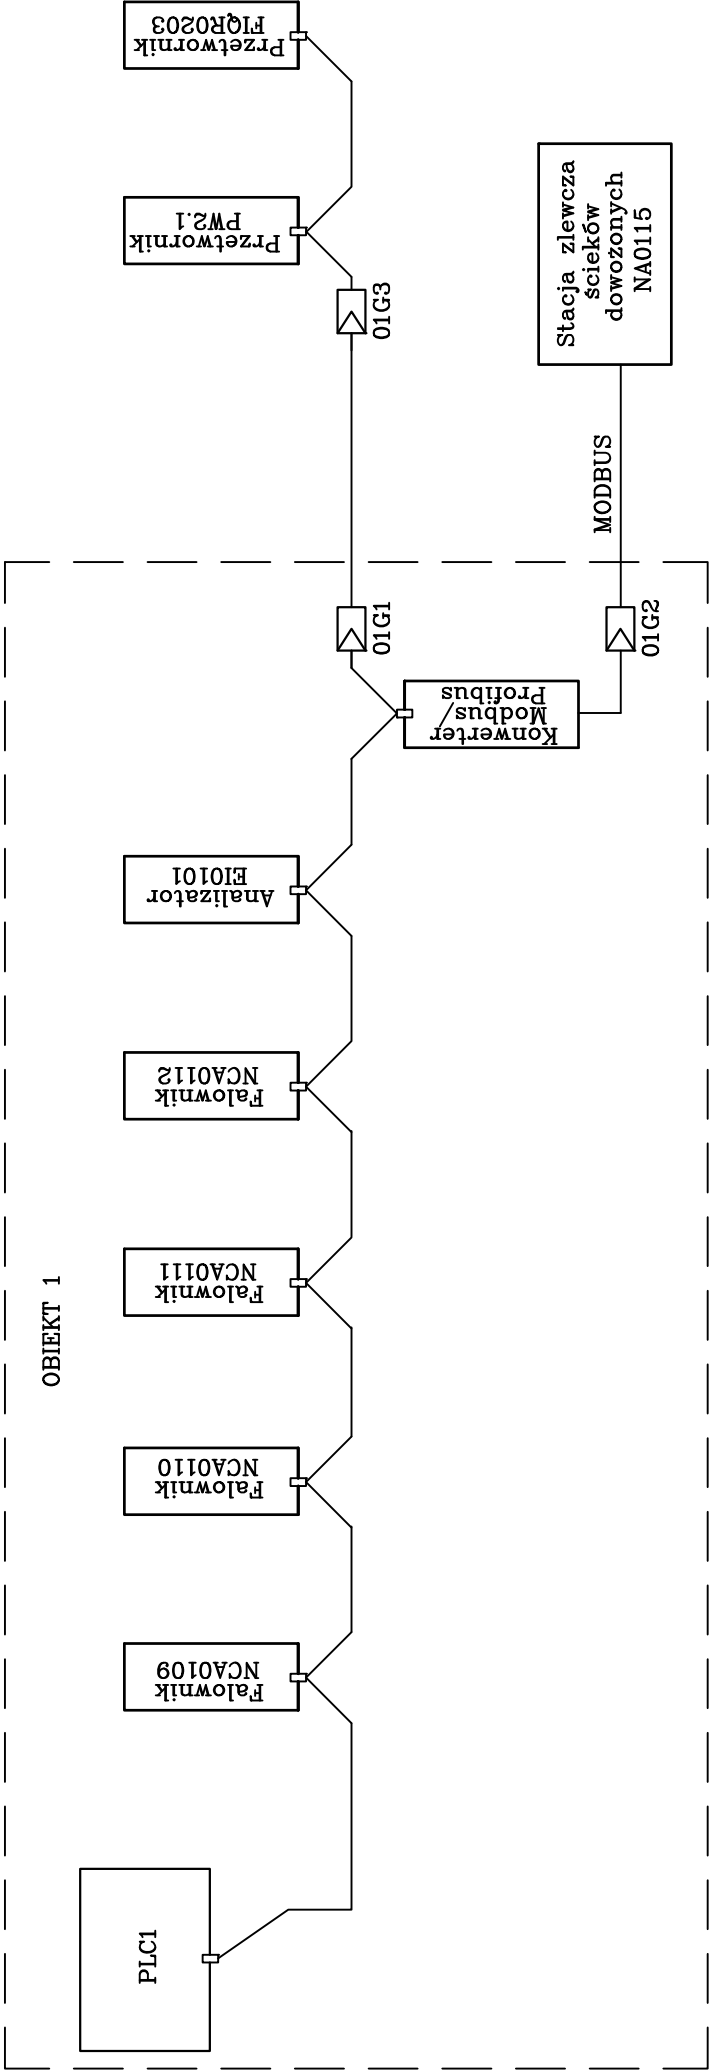 OBIEKT 1
PLC1
Falownik
NCA0109
Falownik
NCA0110
Falownik
NCA0111
Falownik
NCA0112
Analizator
EI0101
Konwerter
Modbus/
Profibus
01G1
01G2
MODBUS
01G3
Przetwornik
PW2.1
Przetwornik
FIQR0203
Stacja zlewcza
ścieków
dowożonych
NA0115